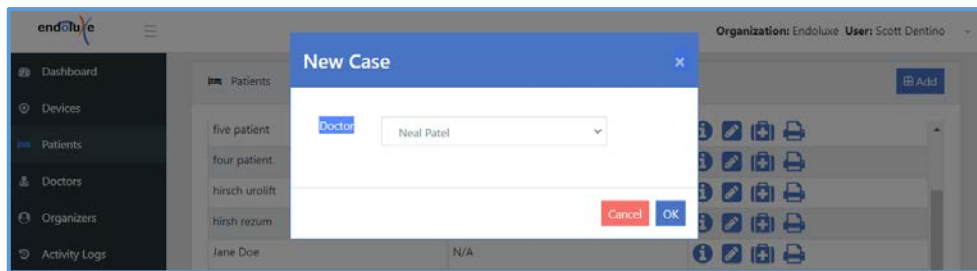 endoluxe
Organization: Endoluxe User: Scott Dentino
New Case
×
Dashboard
Patients
Add
Devices
Doctor
Neal Patel
five patient
Patients
four patient
Doctors
hirsch urolift
Organizers
hirsh rezum
Cancel
OK
Activity Logs
Jane Doe
N/A